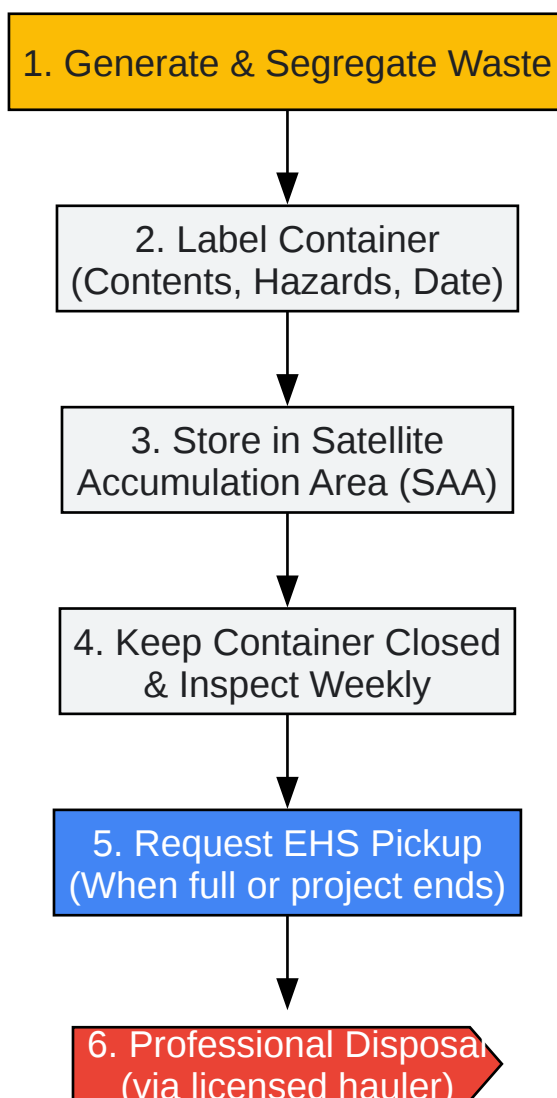 1. Generate & Segregate Waste
2. Label Container
(Contents, Hazards, Date)
3. Store in Satellite
Accumulation Area (SAA)
4. Keep Container Closed
& Inspect Weekly
5. Request EHS Pickup
(When full or project ends)
6. Professional Disposal
(via licensed hauler)